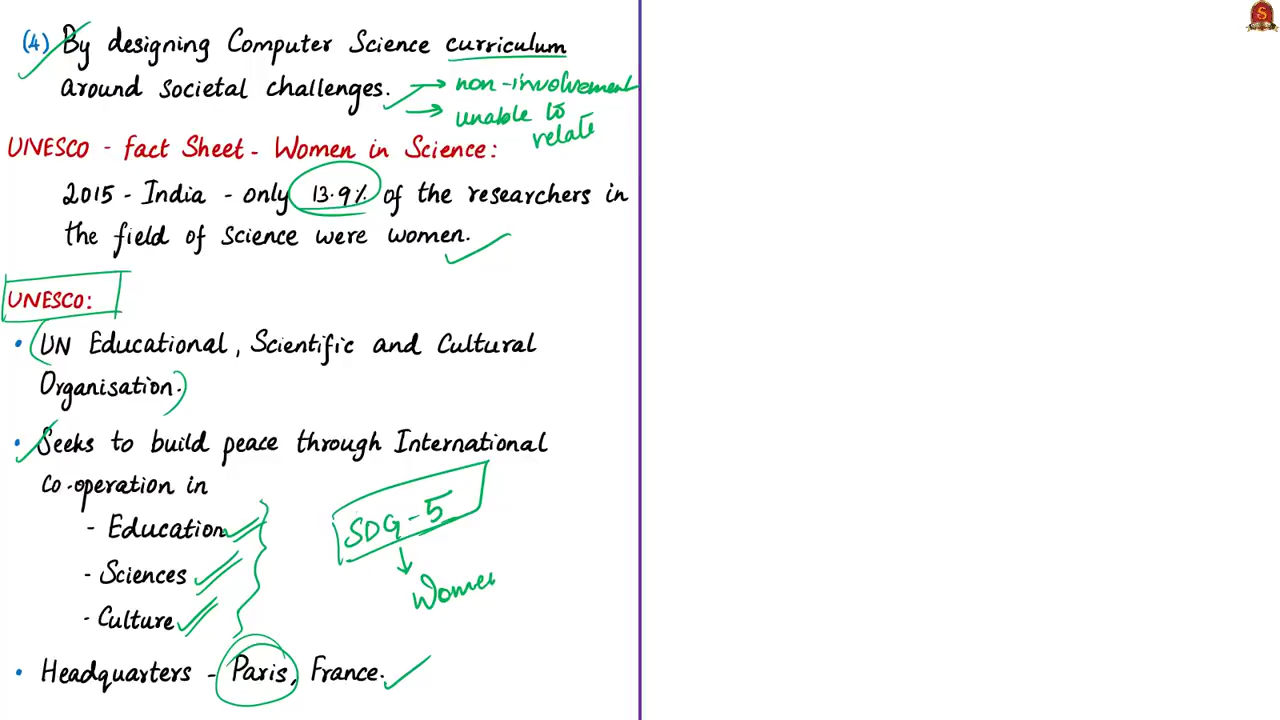 (4) By designing Computer Science curriculum
around societal challenges.
→ non-involvement
→ unable to
relate
UNESCO - Fact Sheet - Women in Science:
2015 - India - only 13.9% of the researchers in
the field of science were women.
UNESCO:
• UN Educational, Scientific and Cultural
Organisation.
• Seeks to build peace through International
co-operation in
- Education
- Sciences
- Culture
SDG-5
↓
Women
• Headquarters - Paris, France.
S